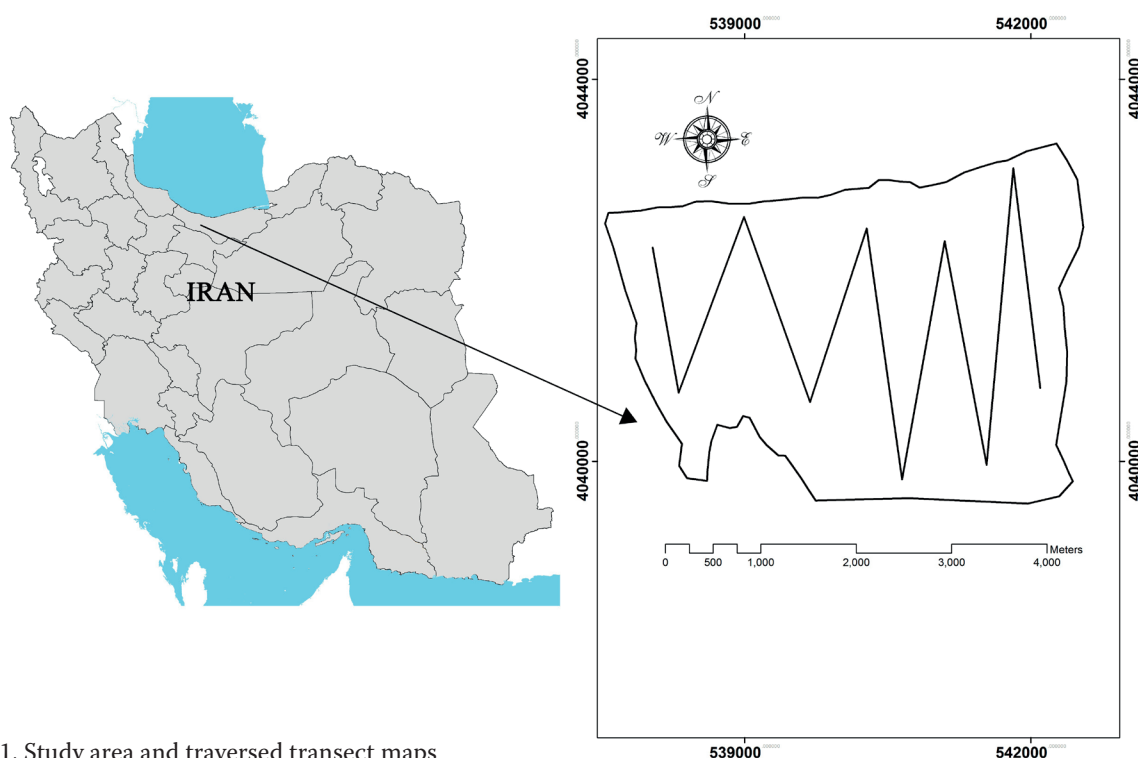 539000 542000
4044000 4044000
N
W E
S
IRAN
4040000 4040000
Meters
0 500 1,000 2,000 3,000 4,000
539000 542000
1. Study area and traversed transect maps